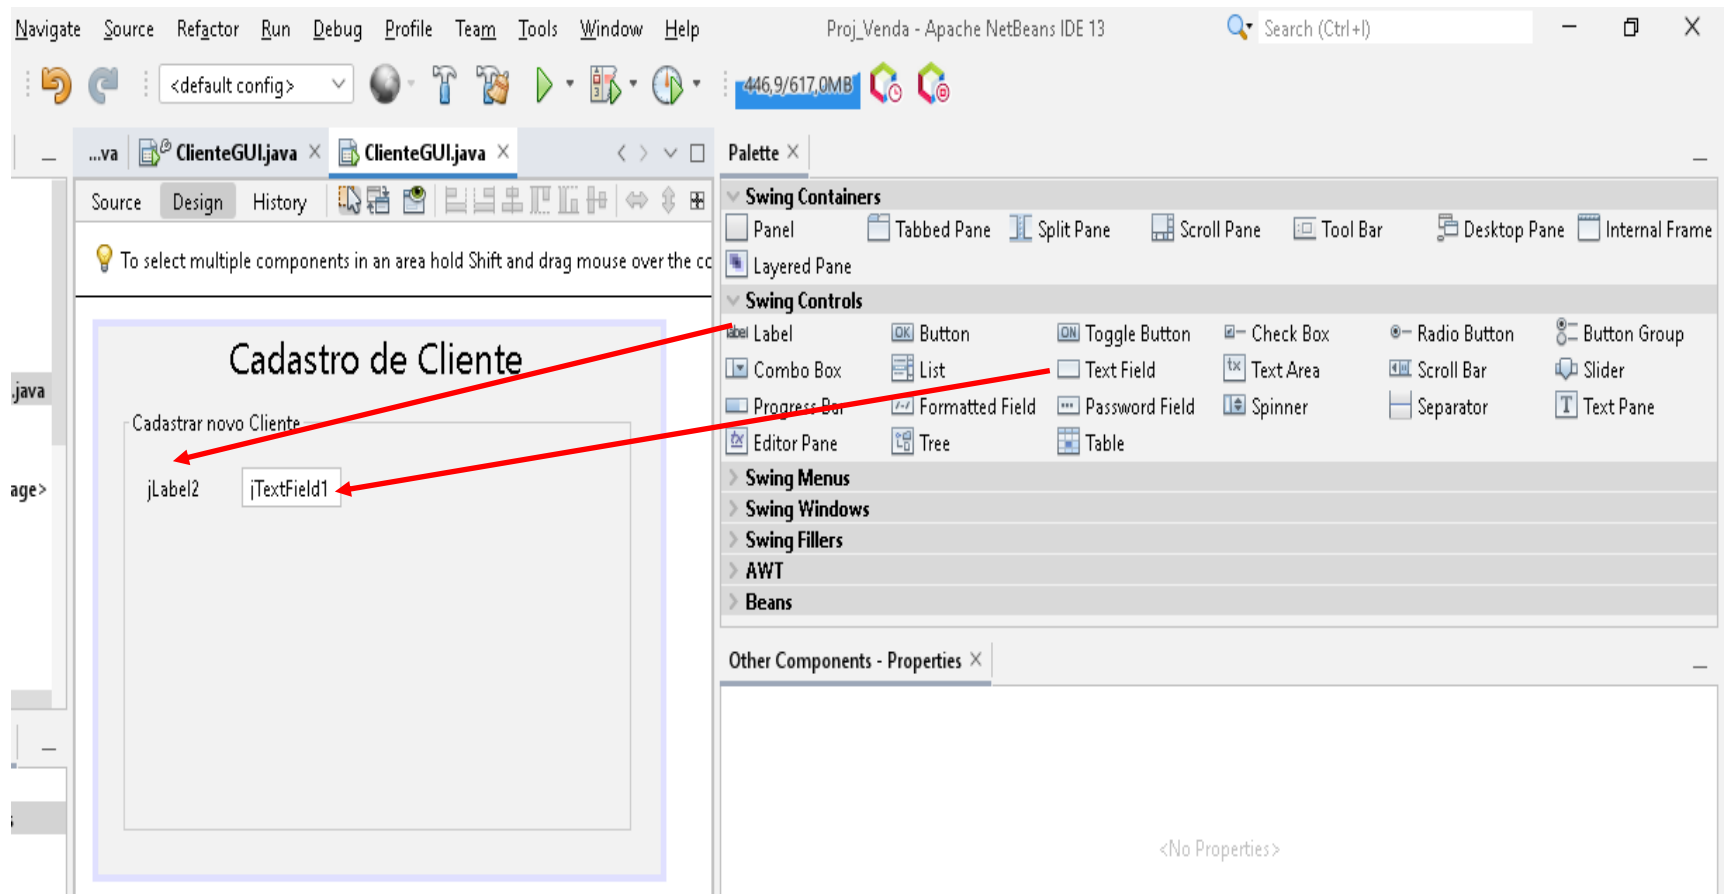 Navigate Source Refactor Run Debug Profile Team Tools Window Help Proj_Venda - Apache NetBeans IDE 13 Search (Ctrl+I)
<default config> 446,9/617,0MB
...va ClienteGUI.java ClienteGUI.java Palette
Source Design History
To select multiple components in an area hold Shift and drag mouse over the cc
Cadastro de Cliente
Cadastrar novo Cliente
jLabel2 jTextField1
.java
age>
Swing Containers
Panel Tabbed Pane Split Pane Scroll Pane Tool Bar Desktop Pane Internal Frame
Layered Pane
Swing Controls
label Label OK Button ON Toggle Button Check Box Radio Button Button Group
Combo Box List Text Field tx Text Area Scroll Bar Slider
Progress Bar Formatted Field Password Field Spinner Separator T Text Pane
Editor Pane Tree Table
Swing Menus
Swing Windows
Swing Fillers
AWT
Beans
Other Components - Properties
<No Properties>